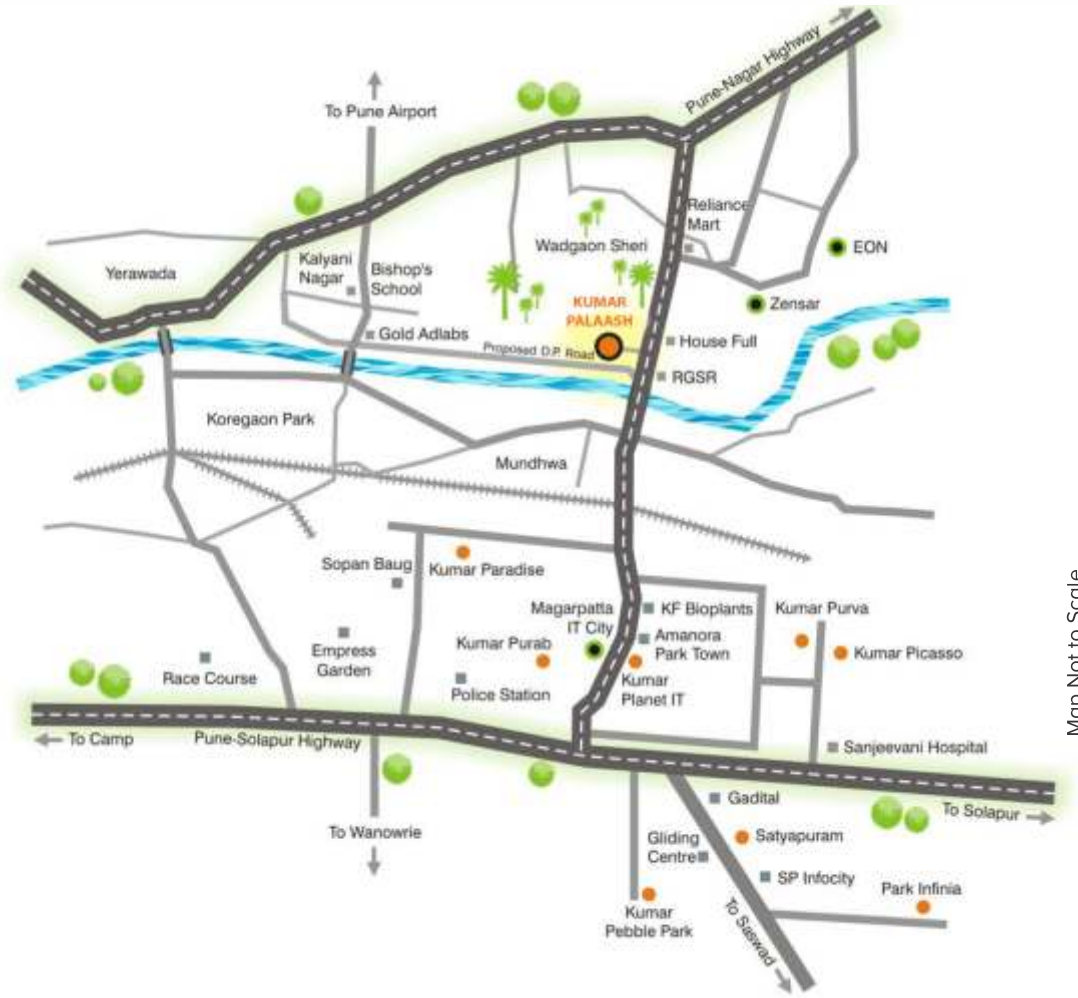 Pune-Nagar Highway
To Pune Airport
Reliance
Mart
Wadgaon Sheri
EON
Yerawada
Kalyani
Nagar
Bishop's
School
Zensar
KUMAR
PALAASH
Gold Adlabs
Proposed D.P. Road
House Full
RGSR
Koregaon Park
Mundhwa
Sopan Baug
Kumar Paradise
Map Not to Scale
Magarpatta
IT City
KF Bioplants
Kumar Purva
Amanora
Park Town
Kumar Purab
Empress
Garden
Kumar Picasso
Race Course
Police Station
Kumar
Planet IT
To Camp
Pune-Solapur Highway
Sanjeevani Hospital
Gadital
To Solapur
To Wanowrie
Gliding
Centre
Satyapuram
SP Infocity
Park Infinia
Kumar
Pebble Park
To Saswad